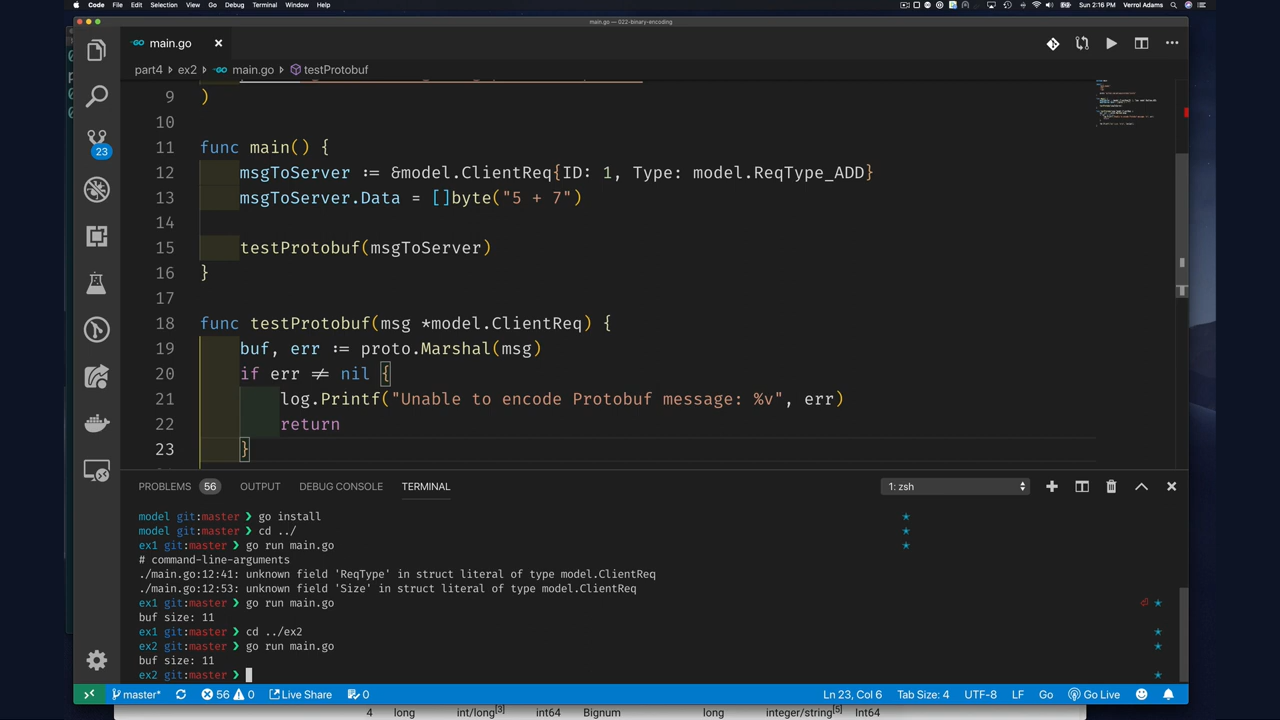 Code File Edit Selection View Go Debug Terminal Window Help Sun 2:16 PM Verrol Adams
main.go — 022-binary-encoding
main.go
part4 › ex2 › main.go › testProtobuf
9 )
10
11 func main() {
12 msgToServer := &model.ClientReq{ID: 1, Type: model.ReqType_ADD}
13 msgToServer.Data = []byte("5 + 7")
14
15 testProtobuf(msgToServer)
16 }
17
18 func testProtobuf(msg *model.ClientReq) {
19 buf, err := proto.Marshal(msg)
20 if err ≠ nil {
21 log.Printf("Unable to encode Protobuf message: %v", err)
22 return
23 }
23
PROBLEMS 56 OUTPUT DEBUG CONSOLE TERMINAL 1: zsh
model git:master ❯ go install
model git:master ❯ cd ../
ex1 git:master ❯ go run main.go
# command-line-arguments
./main.go:12:41: unknown field 'ReqType' in struct literal of type model.ClientReq
./main.go:12:53: unknown field 'Size' in struct literal of type model.ClientReq
ex1 git:master ❯ go run main.go
buf size: 11
ex1 git:master ❯ cd ../ex2
ex2 git:master ❯ go run main.go
buf size: 11
ex2 git:master ❯
master* 56 0 Live Share 0 Ln 23, Col 6 Tab Size: 4 UTF-8 LF Go Go Live
4 long int/long[3] int64 Bignum long integer/string[5] Int64